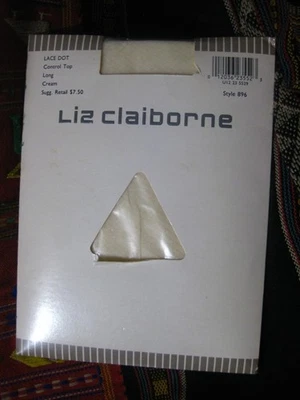 LACE DOT
Control Top
Long
Cream
Sugg. Retail $7.50
Style 896
Liz claiborne